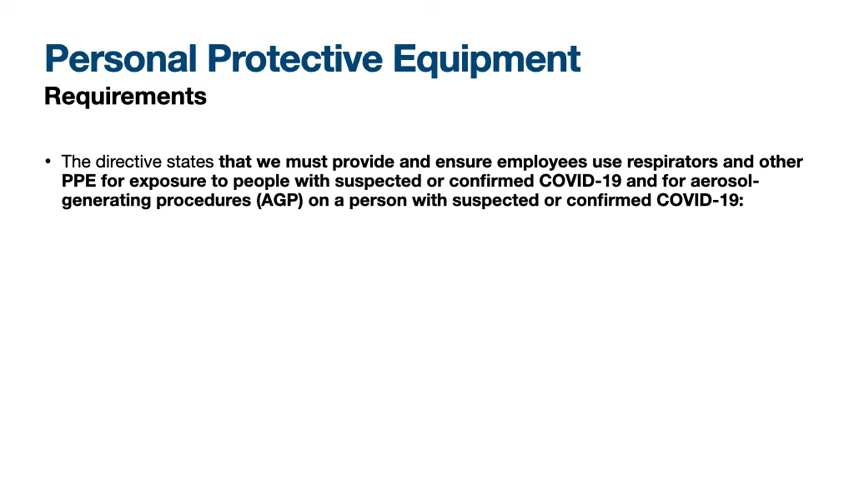 Personal Protective Equipment
Requirements
• The directive states that we must provide and ensure employees use respirators and other
PPE for exposure to people with suspected or confirmed COVID-19 and for aerosol-
generating procedures (AGP) on a person with suspected or confirmed COVID-19: